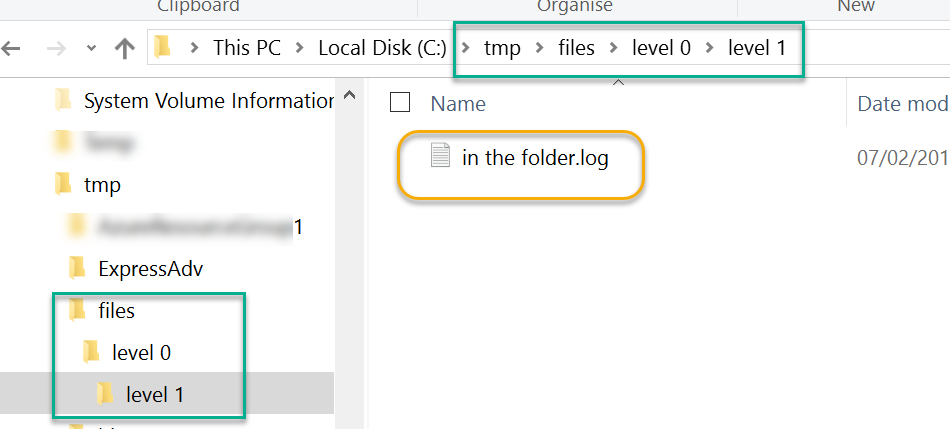 Clipboard Organise New
This PC Local Disk (C:) tmp files level 0 level 1
System Volume Information
Name Date mod
in the folder.log 07/02/201
tmp
1
ExpressAdv
files
level 0
level 1